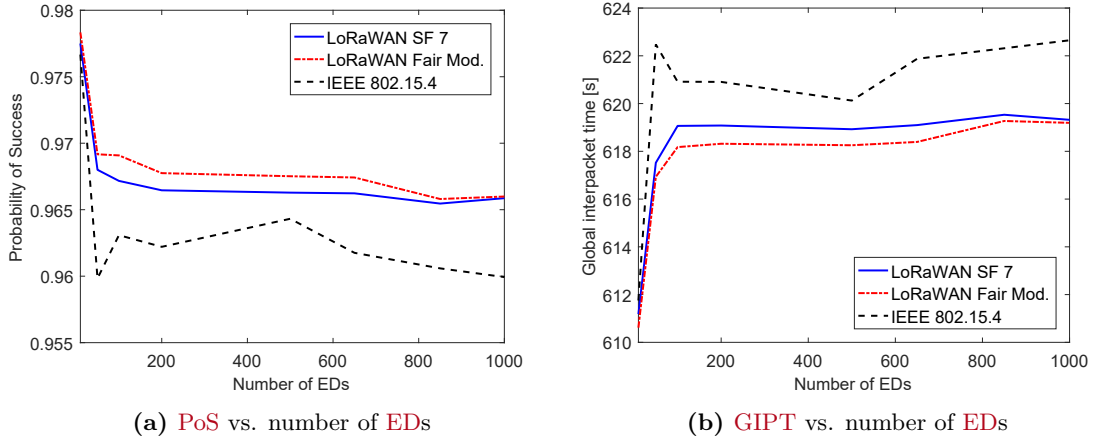 0.98
0.975
0.97
0.965
0.96
0.955
Probability of Success
200
400
600
800
1000
Number of EDs
LoRaWAN SF 7
LoRaWAN Fair Mod.
IEEE 802.15.4
(a) PoS vs. number of EDs
624
622
620
618
616
614
612
610
Global interpacket time [s]
200
400
600
800
1000
Number of EDs
LoRaWAN SF 7
LoRaWAN Fair Mod.
IEEE 802.15.4
(b) GIPT vs. number of EDs